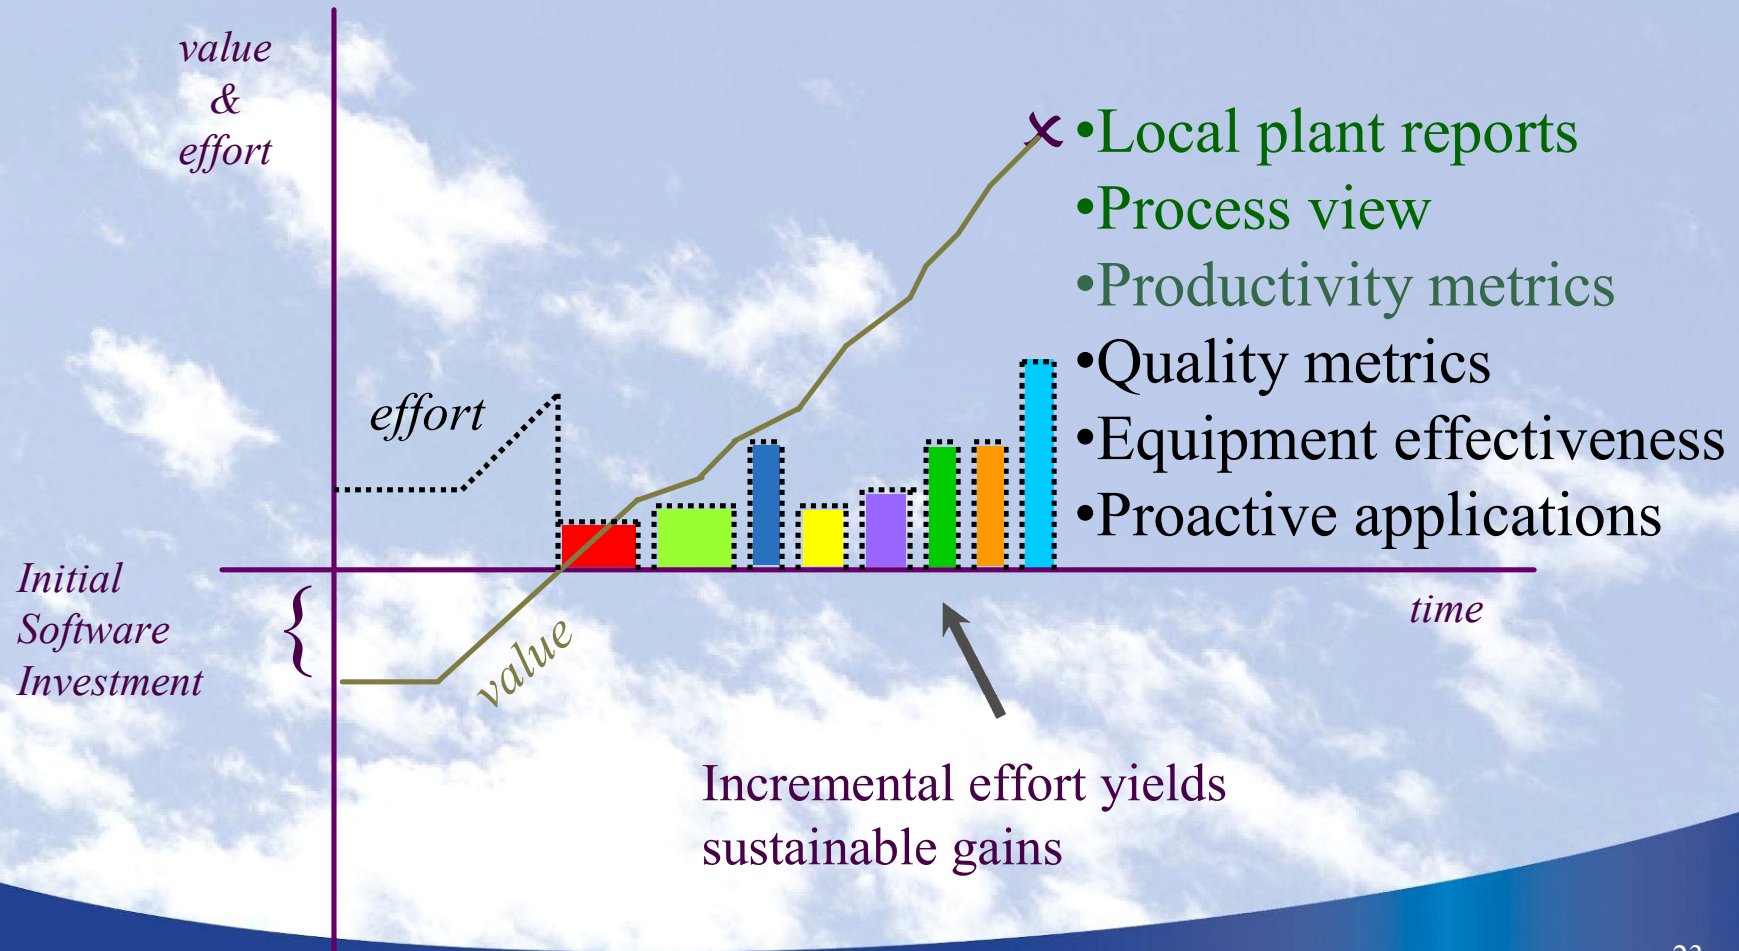 value
&
effort
•Local plant reports
•Process view
•Productivity metrics
•Quality metrics
•Equipment effectiveness
•Proactive applications
effort
Initial
Software
Investment
{
value
time
Incremental effort yields
sustainable gains